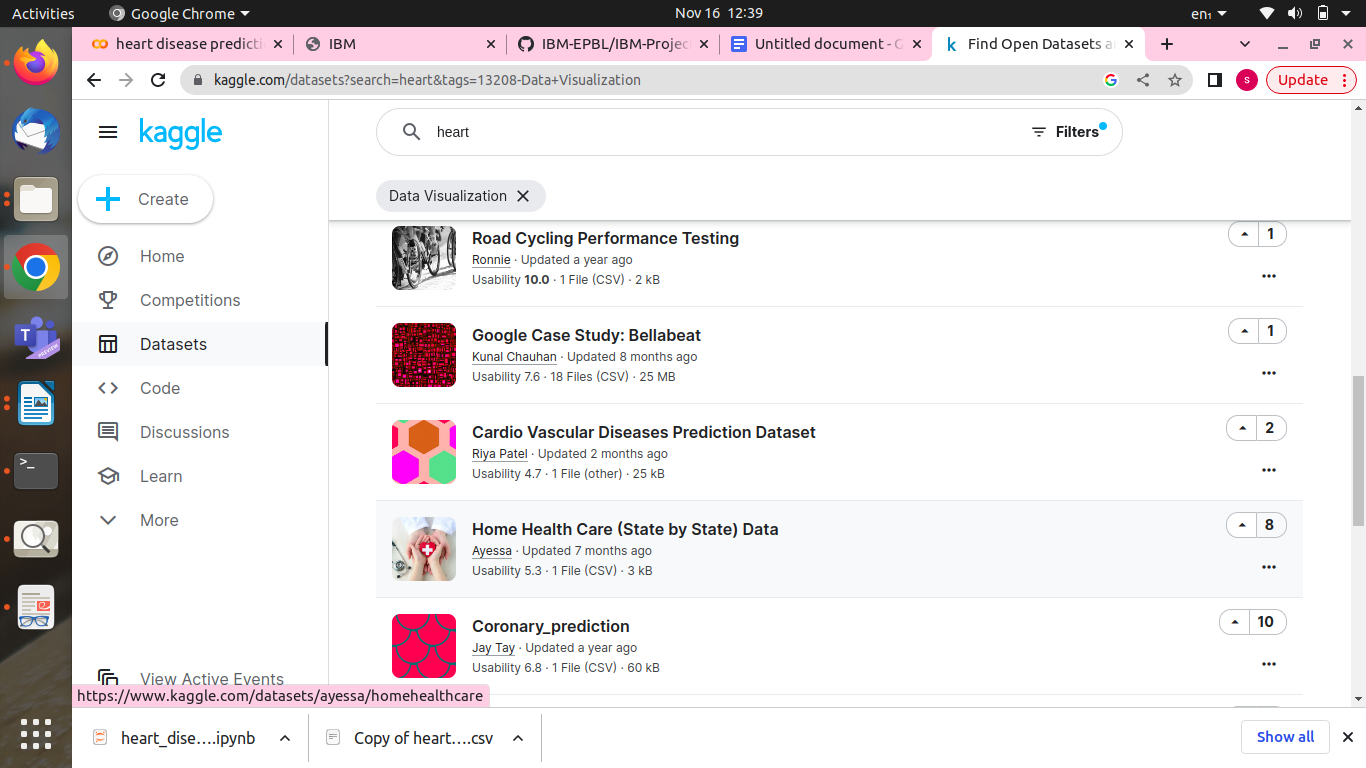 Activities Google Chrome Nov 16 12:39 en₁
heart disease predicti IBM IBM-EPBL/IBM-Projec Untitled document - G Find Open Datasets a
kaggle.com/datasets?search=heart&tags=13208-Data+Visualization s Update
kaggle
heart Filters
Create
Data Visualization
Home
Competitions
Datasets
Code
Discussions
Learn
More
View Active Events
Road Cycling Performance Testing
Ronnie · Updated a year ago
Usability 10.0 · 1 File (CSV) · 2 kB
1
Google Case Study: Bellabeat
Kunal Chauhan · Updated 8 months ago
Usability 7.6 · 18 Files (CSV) · 25 MB
1
Cardio Vascular Diseases Prediction Dataset
Riya Patel · Updated 2 months ago
Usability 4.7 · 1 File (other) · 25 kB
2
Home Health Care (State by State) Data
Ayessa · Updated 7 months ago
Usability 5.3 · 1 File (CSV) · 3 kB
8
Coronary_prediction
Jay Tay · Updated a year ago
Usability 6.8 · 1 File (CSV) · 60 kB
10
https://www.kaggle.com/datasets/ayessa/homehealthcare
heart_dise....ipynb Copy of heart....csv Show all